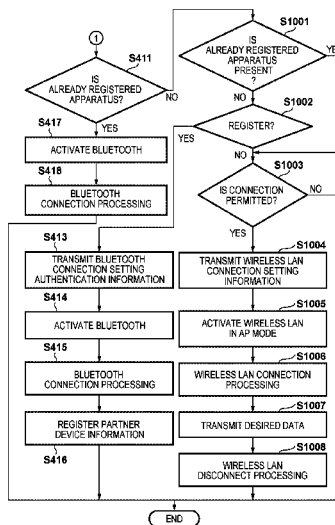 1
S411
IS
ALREADY REGISTERED
APPARATUS?
NO
YES
S417
ACTIVATE BLUETOOTH
S418
BLUETOOTH
CONNECTION PROCESSING
S1001
IS
ALREADY REGISTERED
APPARATUS
PRESENT
?
YES
NO
S1002
REGISTER?
YES
NO
S1003
IS CONNECTION
PERMITTED?
NO
YES
S413
TRANSMIT BLUETOOTH
CONNECTION SETTING
AUTHENTICATION INFORMATION
S414
ACTIVATE BLUETOOTH
S415
BLUETOOTH
CONNECTION PROCESSING
REGISTER PARTNER
DEVICE INFORMATION
S416
S1004
TRANSMIT WIRELESS LAN
CONNECTION SETTING
INFORMATION
S1005
ACTIVATE WIRELESS LAN
IN AP MODE
S1006
WIRELESS LAN CONNECTION
PROCESSING
S1007
TRANSMIT DESIRED DATA
S1008
WIRELESS LAN
DISCONNECT PROCESSING
END